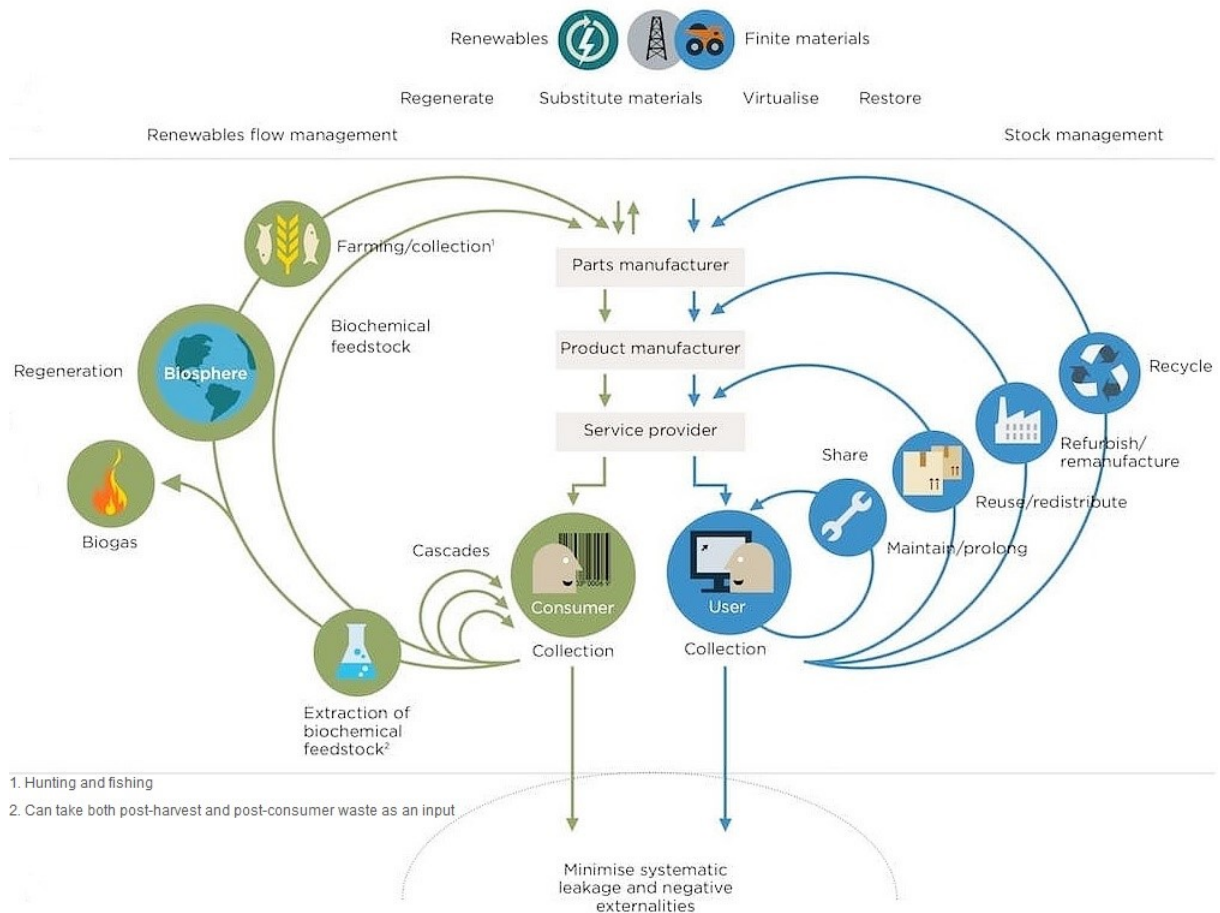 Renewables
Finite materials
Regenerate
Substitute materials
Virtualise
Restore
Renewables flow management
Stock management
Farming/collection¹
Parts manufacturer
Biochemical
feedstock
Product manufacturer
Regeneration
Biosphere
Recycle
Service provider
Share
Refurbish/
remanufacture
Reuse/redistribute
Biogas
Cascades
Maintain/prolong
Consumer
User
Collection
Collection
Extraction of
biochemical
feedstock²
1. Hunting and fishing
2. Can take both post-harvest and post-consumer waste as an input
Minimise systematic
leakage and negative
externalities